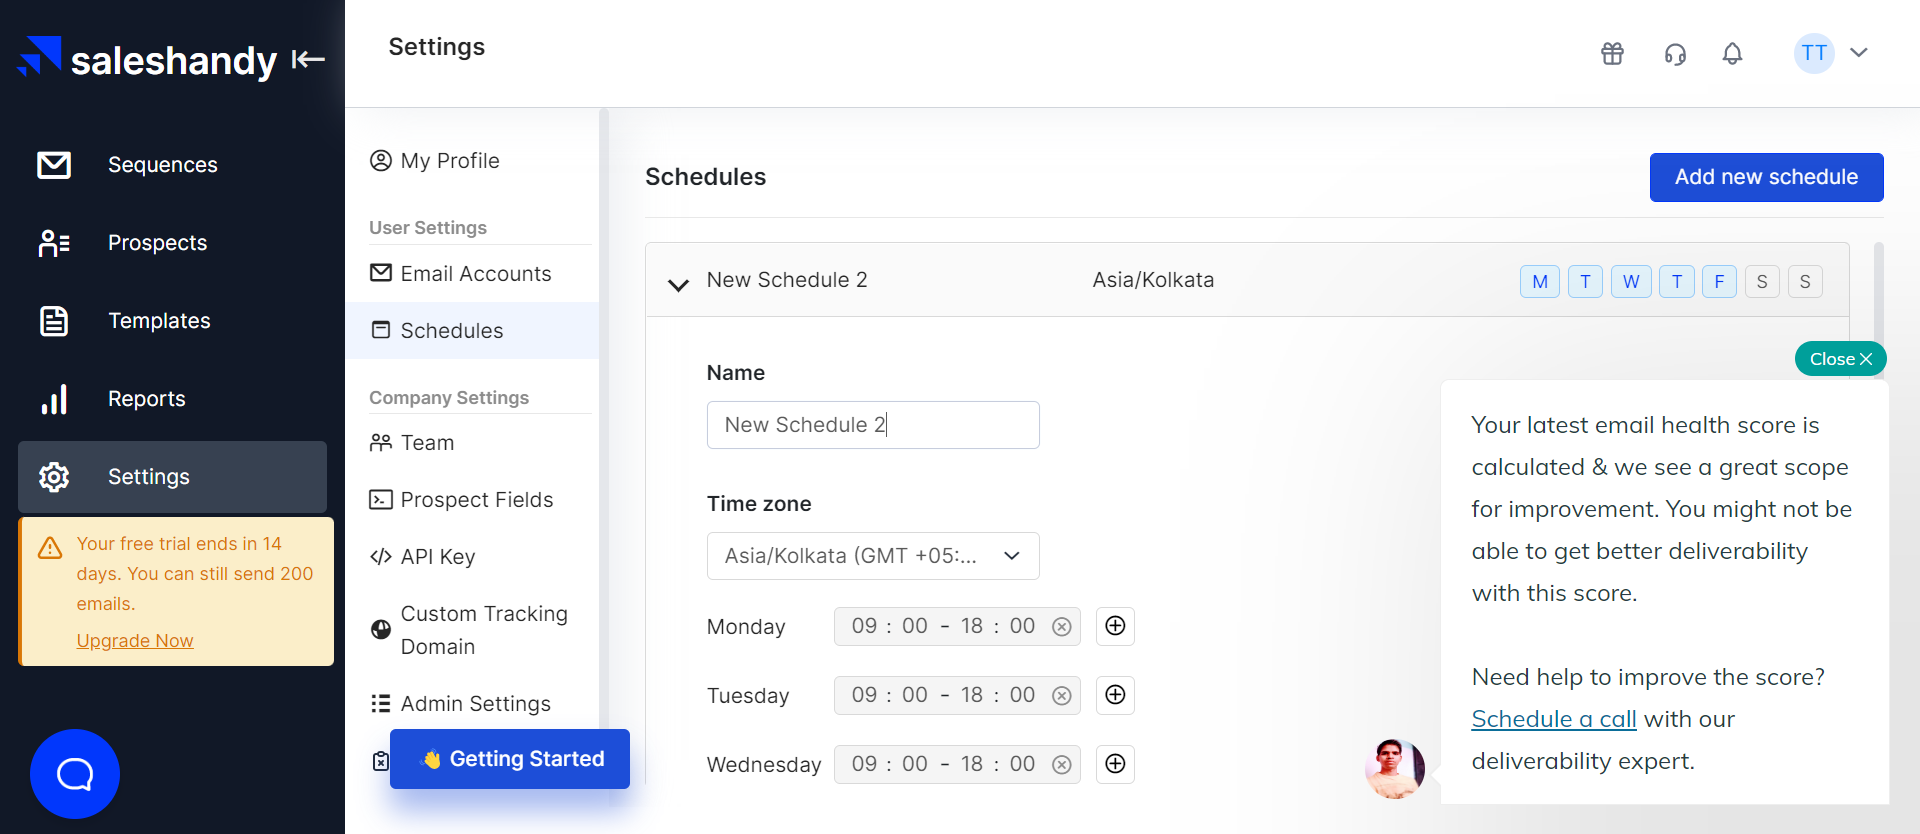 saleshandy
Sequences
Prospects
Templates
Reports
Settings
Your free trial ends in 14
days. You can still send 200
emails.
Upgrade Now
Settings
TT
My Profile
User Settings
Email Accounts
Schedules
Company Settings
Team
Prospect Fields
API Key
Custom Tracking
Domain
Admin Settings
👋 Getting Started
Schedules
Add new schedule
New Schedule 2 Asia/Kolkata M T W T F S S
Name
New Schedule 2
Time zone
Asia/Kolkata (GMT +05:...
Monday 09 : 00 - 18 : 00
Tuesday 09 : 00 - 18 : 00
Wednesday 09 : 00 - 18 : 00
Close
Your latest email health score is
calculated & we see a great scope
for improvement. You might not be
able to get better deliverability
with this score.
Need help to improve the score?
Schedule a call with our
deliverability expert.